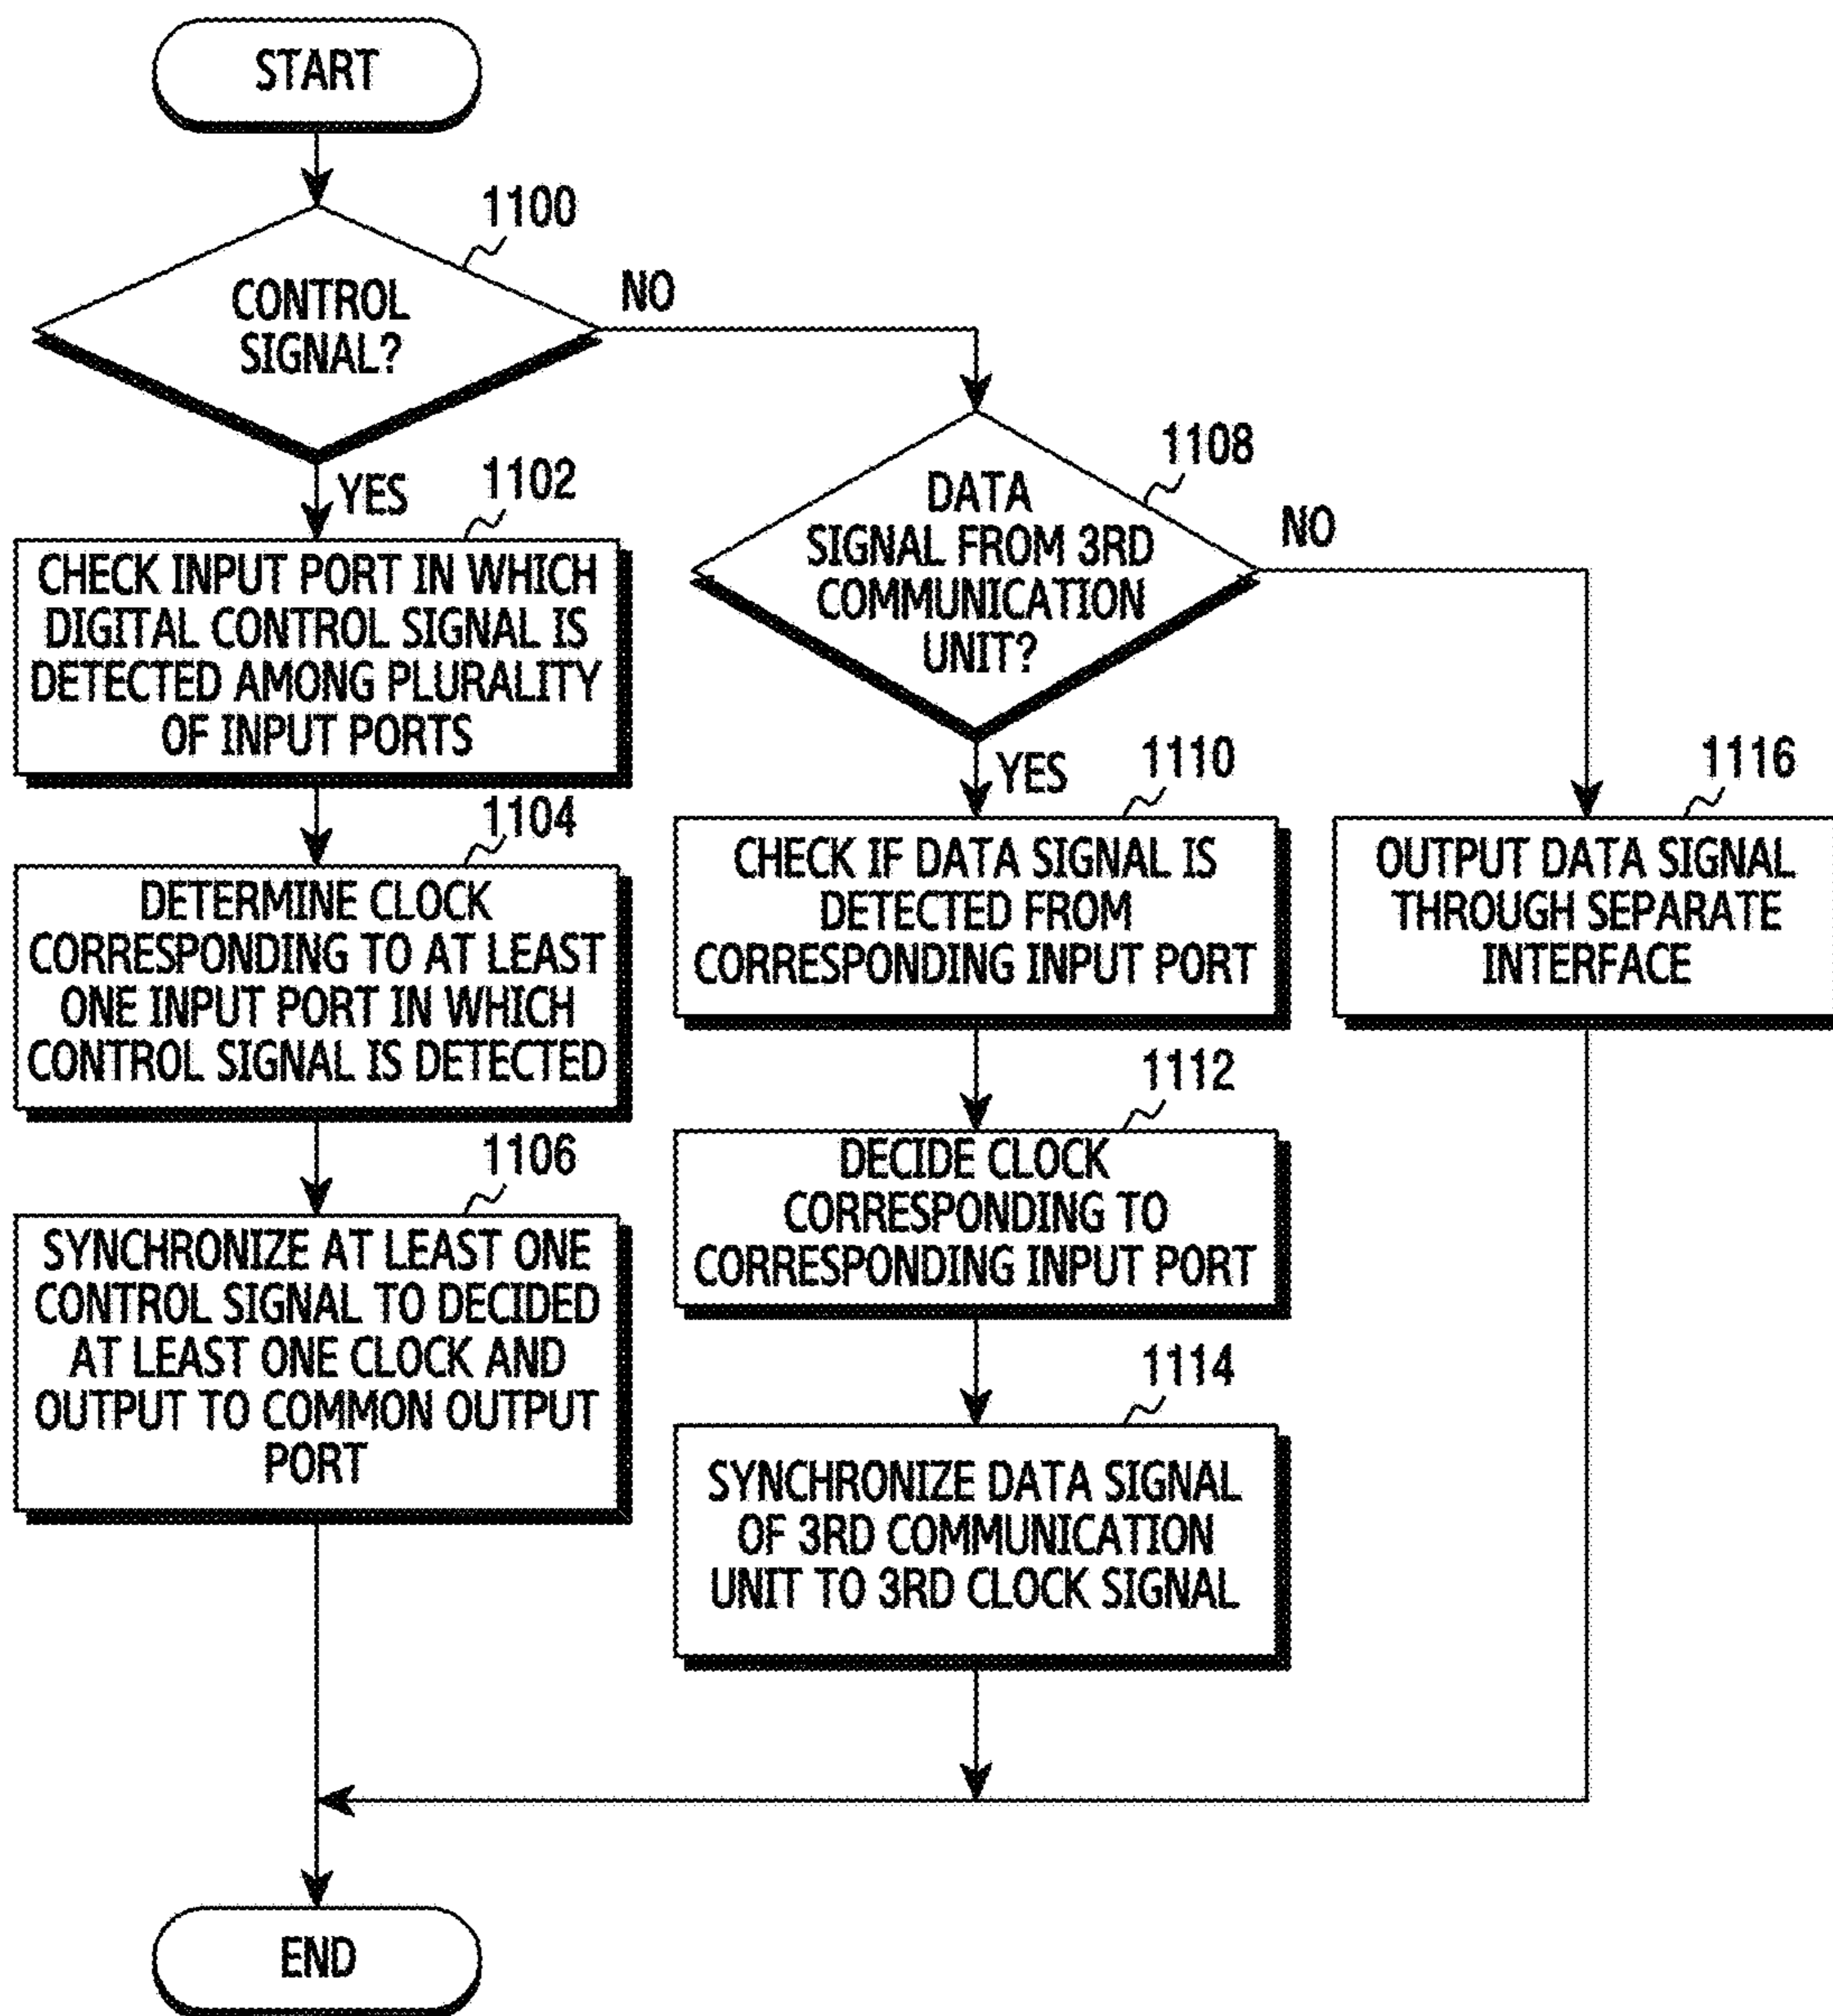 START
1100
CONTROL
SIGNAL?
NO
YES
1102
CHECK INPUT PORT IN WHICH
DIGITAL CONTROL SIGNAL IS
DETECTED AMONG PLURALITY
OF INPUT PORTS
1104
DETERMINE CLOCK
CORRESPONDING TO AT LEAST
ONE INPUT PORT IN WHICH
CONTROL SIGNAL IS DETECTED
1106
SYNCHRONIZE AT LEAST ONE
CONTROL SIGNAL TO DECIDED
AT LEAST ONE CLOCK AND
OUTPUT TO COMMON OUTPUT
PORT
1108
DATA
SIGNAL FROM 3RD
COMMUNICATION
UNIT?
NO
YES
1110
CHECK IF DATA SIGNAL IS
DETECTED FROM
CORRESPONDING INPUT PORT
1112
DECIDE CLOCK
CORRESPONDING TO
CORRESPONDING INPUT PORT
1114
SYNCHRONIZE DATA SIGNAL
OF 3RD COMMUNICATION
UNIT TO 3RD CLOCK SIGNAL
1116
OUTPUT DATA SIGNAL
THROUGH SEPARATE
INTERFACE
END